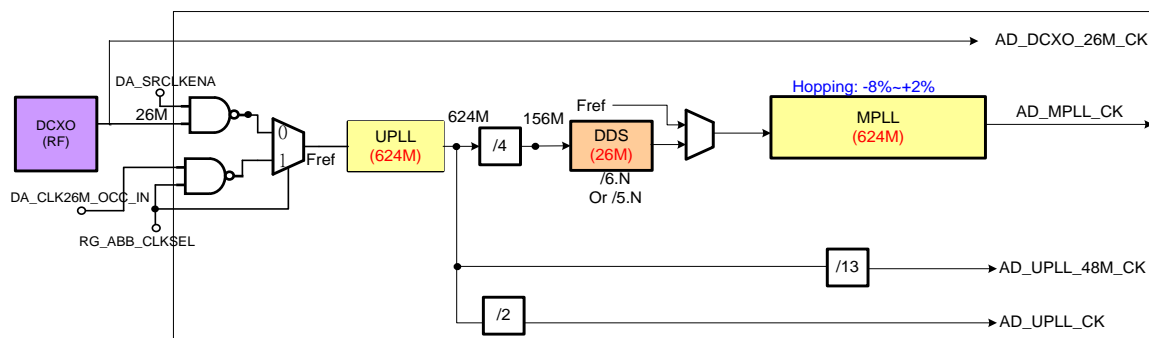 AD_DCXO_26M_CK
DA_SRCLKENA
Hopping: -8%~+2%
Fref
DCXO
(RF)
26M
0
1
Fref
UPLL
(624M)
624M
/4
156M
DDS
(26M)
/6.N
Or /5.N
MPLL
(624M)
AD_MPLL_CK
DA_CLK26M_OCC_IN
RG_ABB_CLKSEL
/13
AD_UPLL_48M_CK
/2
AD_UPLL_CK